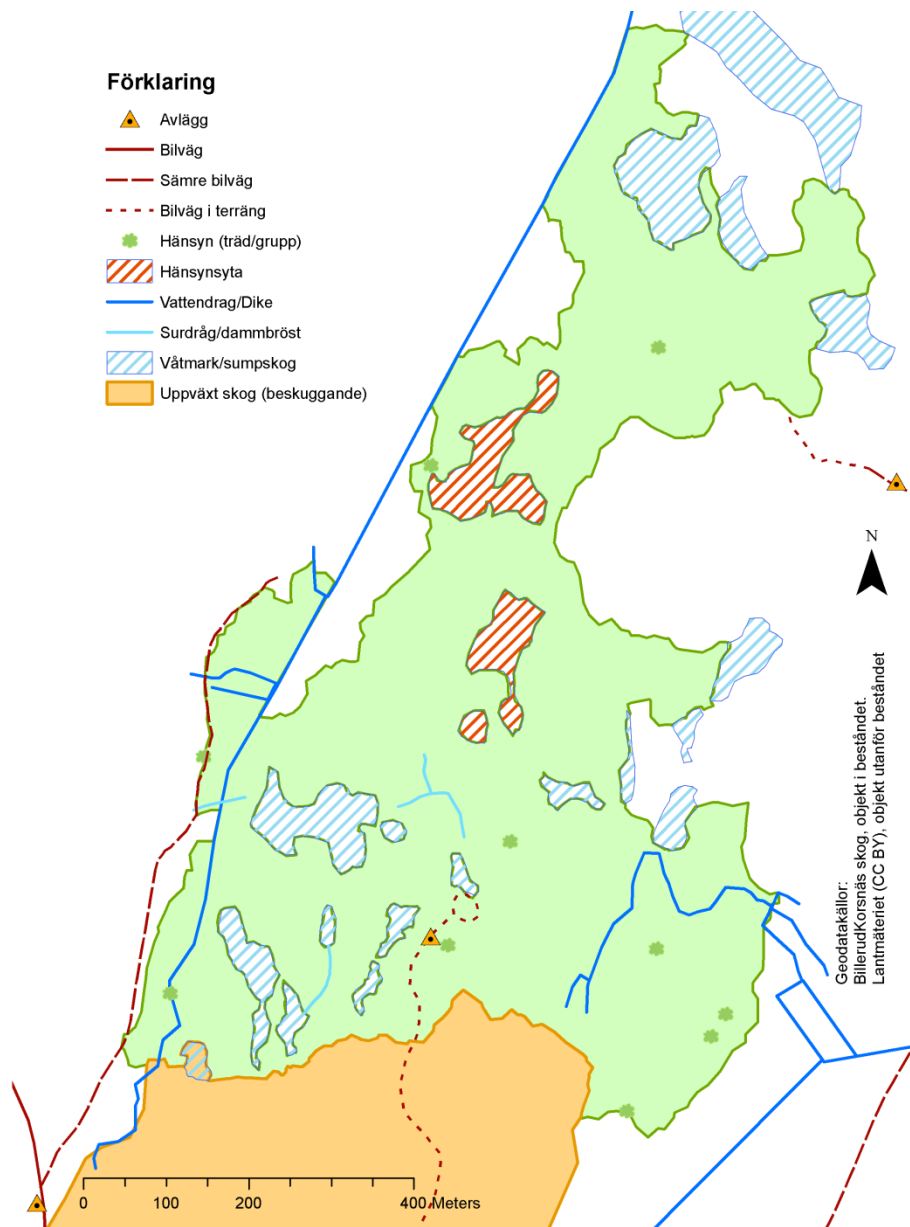 Förklaring
Avlägg
Bilväg
Sämre bilväg
Bilväg i terräng
Hänsyn (träd/grupp)
Hänsynsyta
Vattendrag/Dike
Surdråg/dammbröst
Våtmark/sumpskog
Uppväxt skog (beskuggande)
N
Geodatakällor:
BillerudKorsnäs skog, objekt i beståndet.
Lantmäteriet (CC BY), objekt utanför beståndet
0 100 200 400 Meters